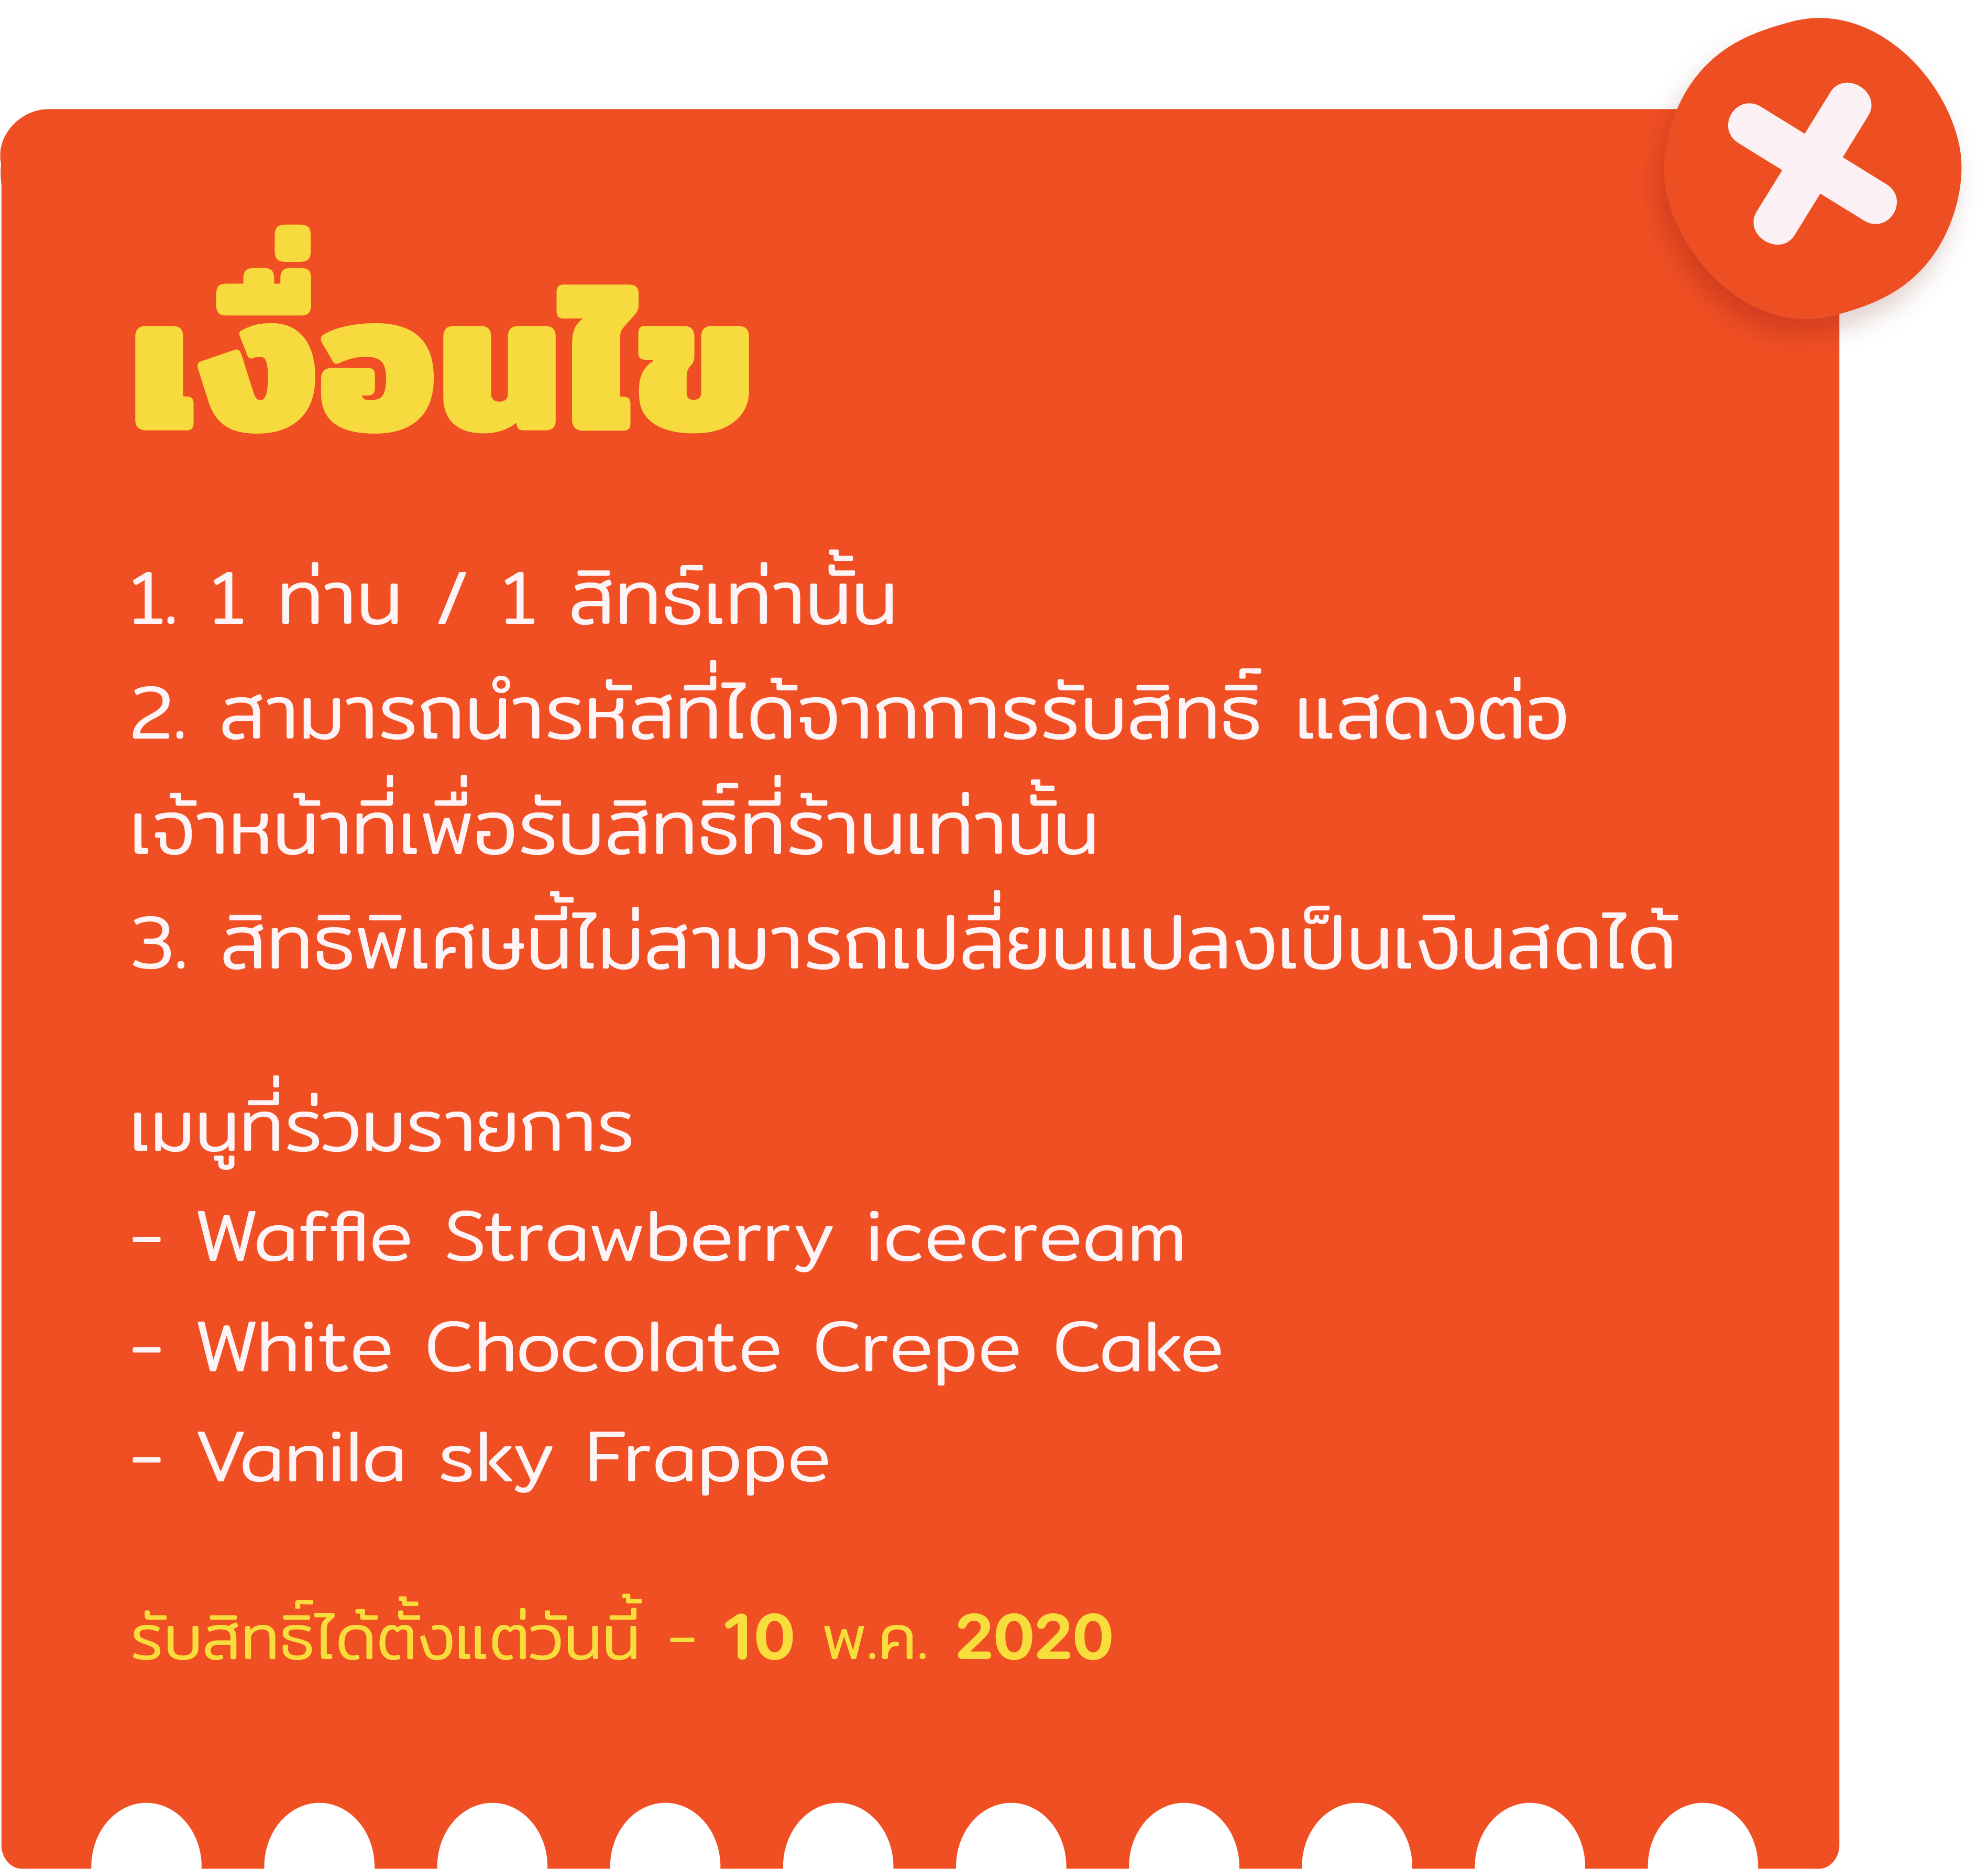 เงื่อนไข
1. 1 ท่าน / 1 สิทธ์เท่านั้น
2. สามารถนำรหัสที่ได้จากการรับสิทธิ์ แสดงต่อ
เจ้าหน้าที่เพื่อรับสิทธิ์ที่ร้านเท่านั้น
3. สิทธิพิเศษนี้ไม่สามารถเปลี่ยนแปลงเป็นเงินสดได้
เมนูที่ร่วมรายการ
- Waffle Strawberry icecream
- White Chocolate Crepe Cake
- Vanila sky Frappe
รับสิทธ์ได้ตั้งแต่วันนี้ - 10 พ.ค. 2020